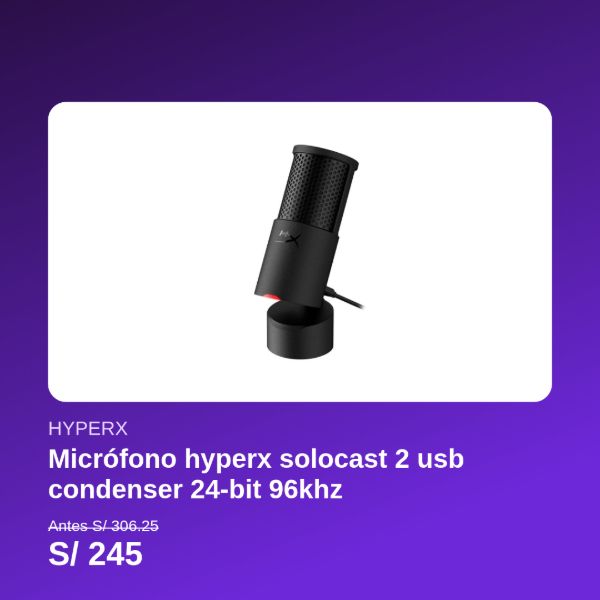 HYPERX
Micrófono hyperx solocast 2 usb
condenser 24-bit 96khz
Antes S/ 306.25
S/ 245